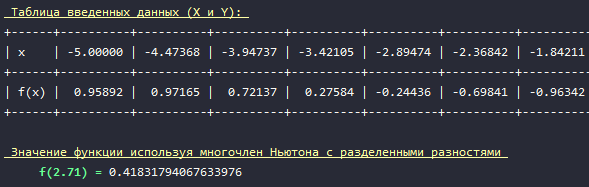 Таблица введенных данных (X и Y):
+------+----------+----------+----------+----------+----------+----------+----------
| x    | -5.00000 | -4.47368 | -3.94737 | -3.42105 | -2.89474 | -2.36842 | -1.84211
+------+----------+----------+----------+----------+----------+----------+----------
| f(x) |  0.95892 |  0.97165 |  0.72137 |  0.27584 | -0.24436 | -0.69841 | -0.96342
+------+----------+----------+----------+----------+----------+----------+----------
Значение функции используя многочлен Ньютона с разделенными разностями
f(2.71) = 0.41831794067633976